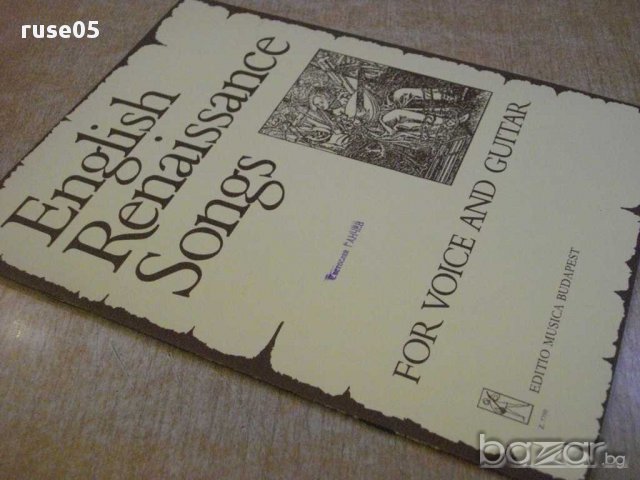 ruse05
English
Renaissance
Songs
FOR VOICE AND GUITAR
EDITIO MUSICA BUDAPEST
bazar.bg